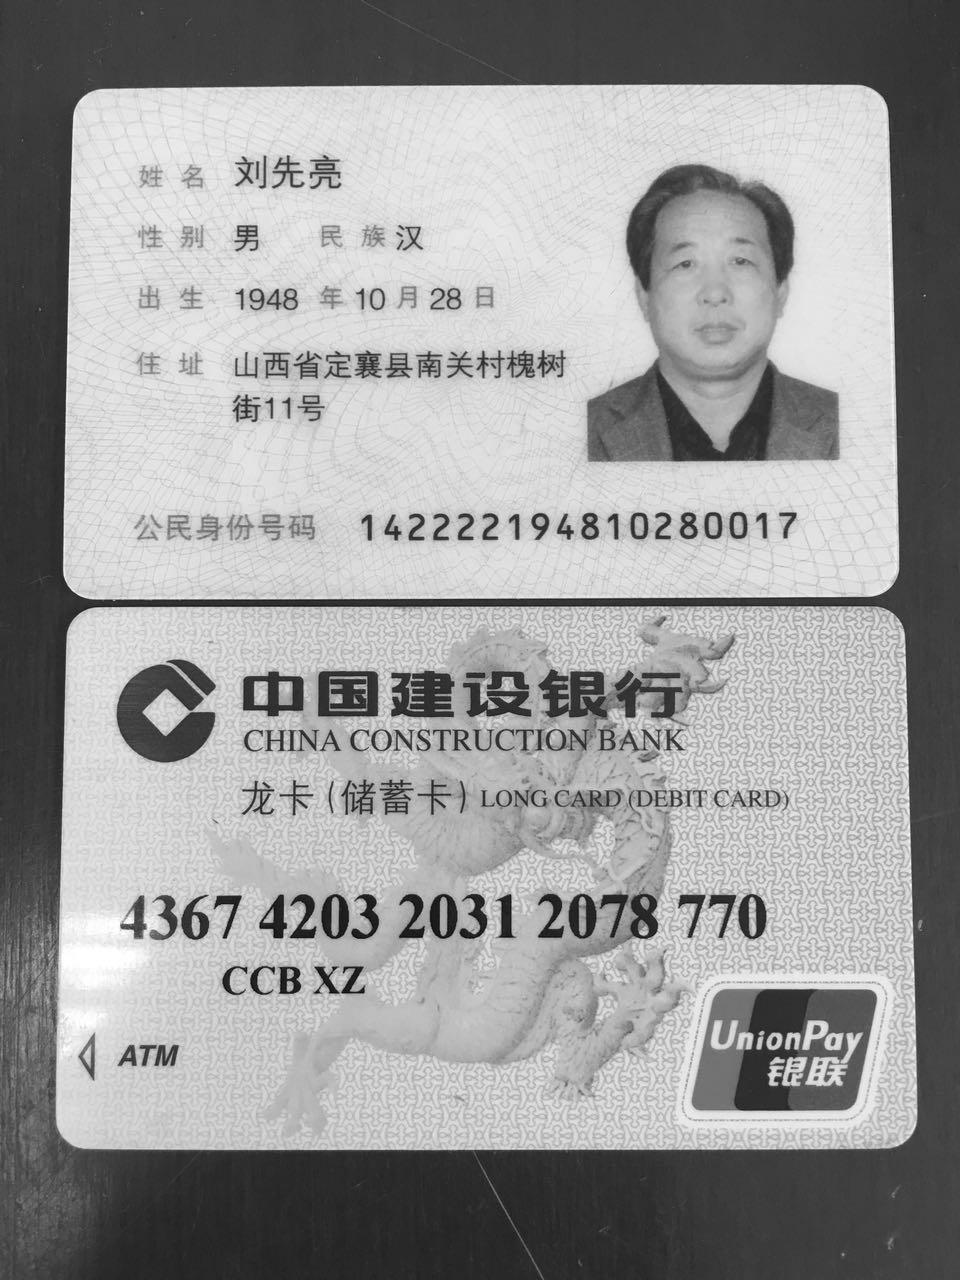 姓名 刘先亮
性别 男 民族 汉
出生 1948 年 10 月 28 日
住址 山西省定襄县南关村槐树
街11号
公民身份号码 142222194810280017
中国建设银行
CHINA CONSTRUCTION BANK
龙卡(储蓄卡) LONG CARD (DEBIT CARD)
4367 4203 2031 2078 770
CCB XZ
ATM
UnionPay
银联